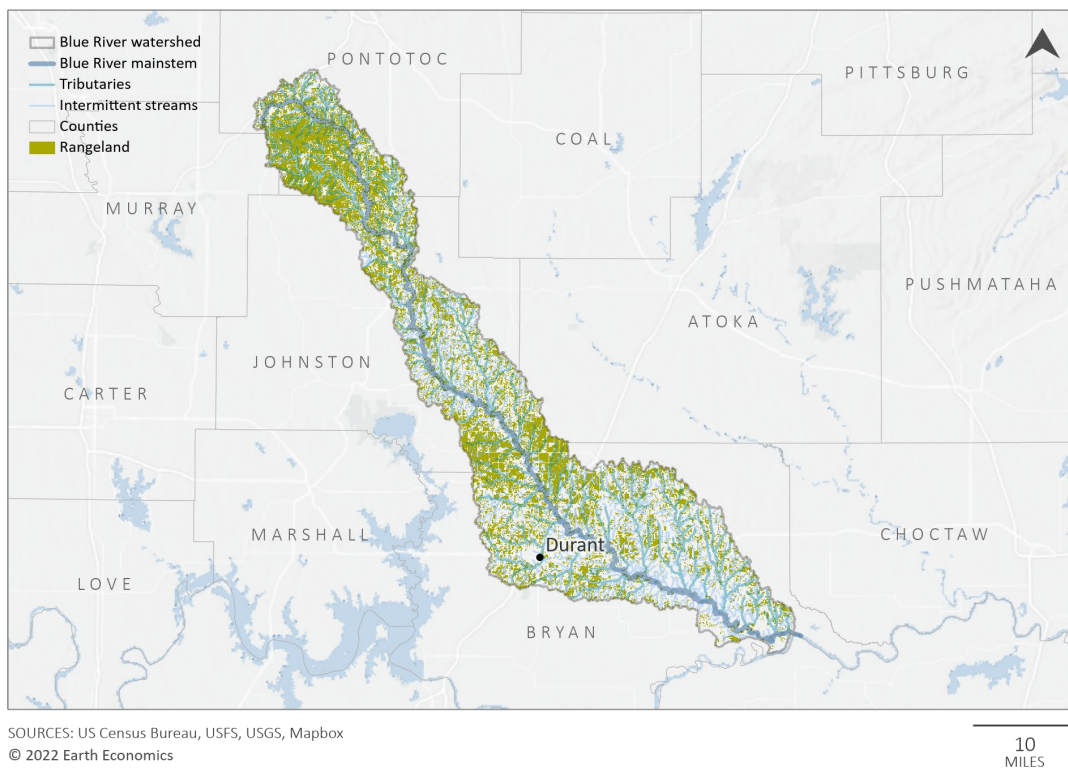 Blue River watershed
Blue River mainstem
Tributaries
Intermittent streams
Counties
Rangeland
PONTOTOC
PITTSBURG
COAL
MURRAY
PUSHMATAHA
ATOKA
JOHNSTON
CARTER
MARSHALL
CHOCTAW
Durant
LOVE
BRYAN
SOURCES: US Census Bureau, USFS, USGS, Mapbox
© 2022 Earth Economics
10
MILES